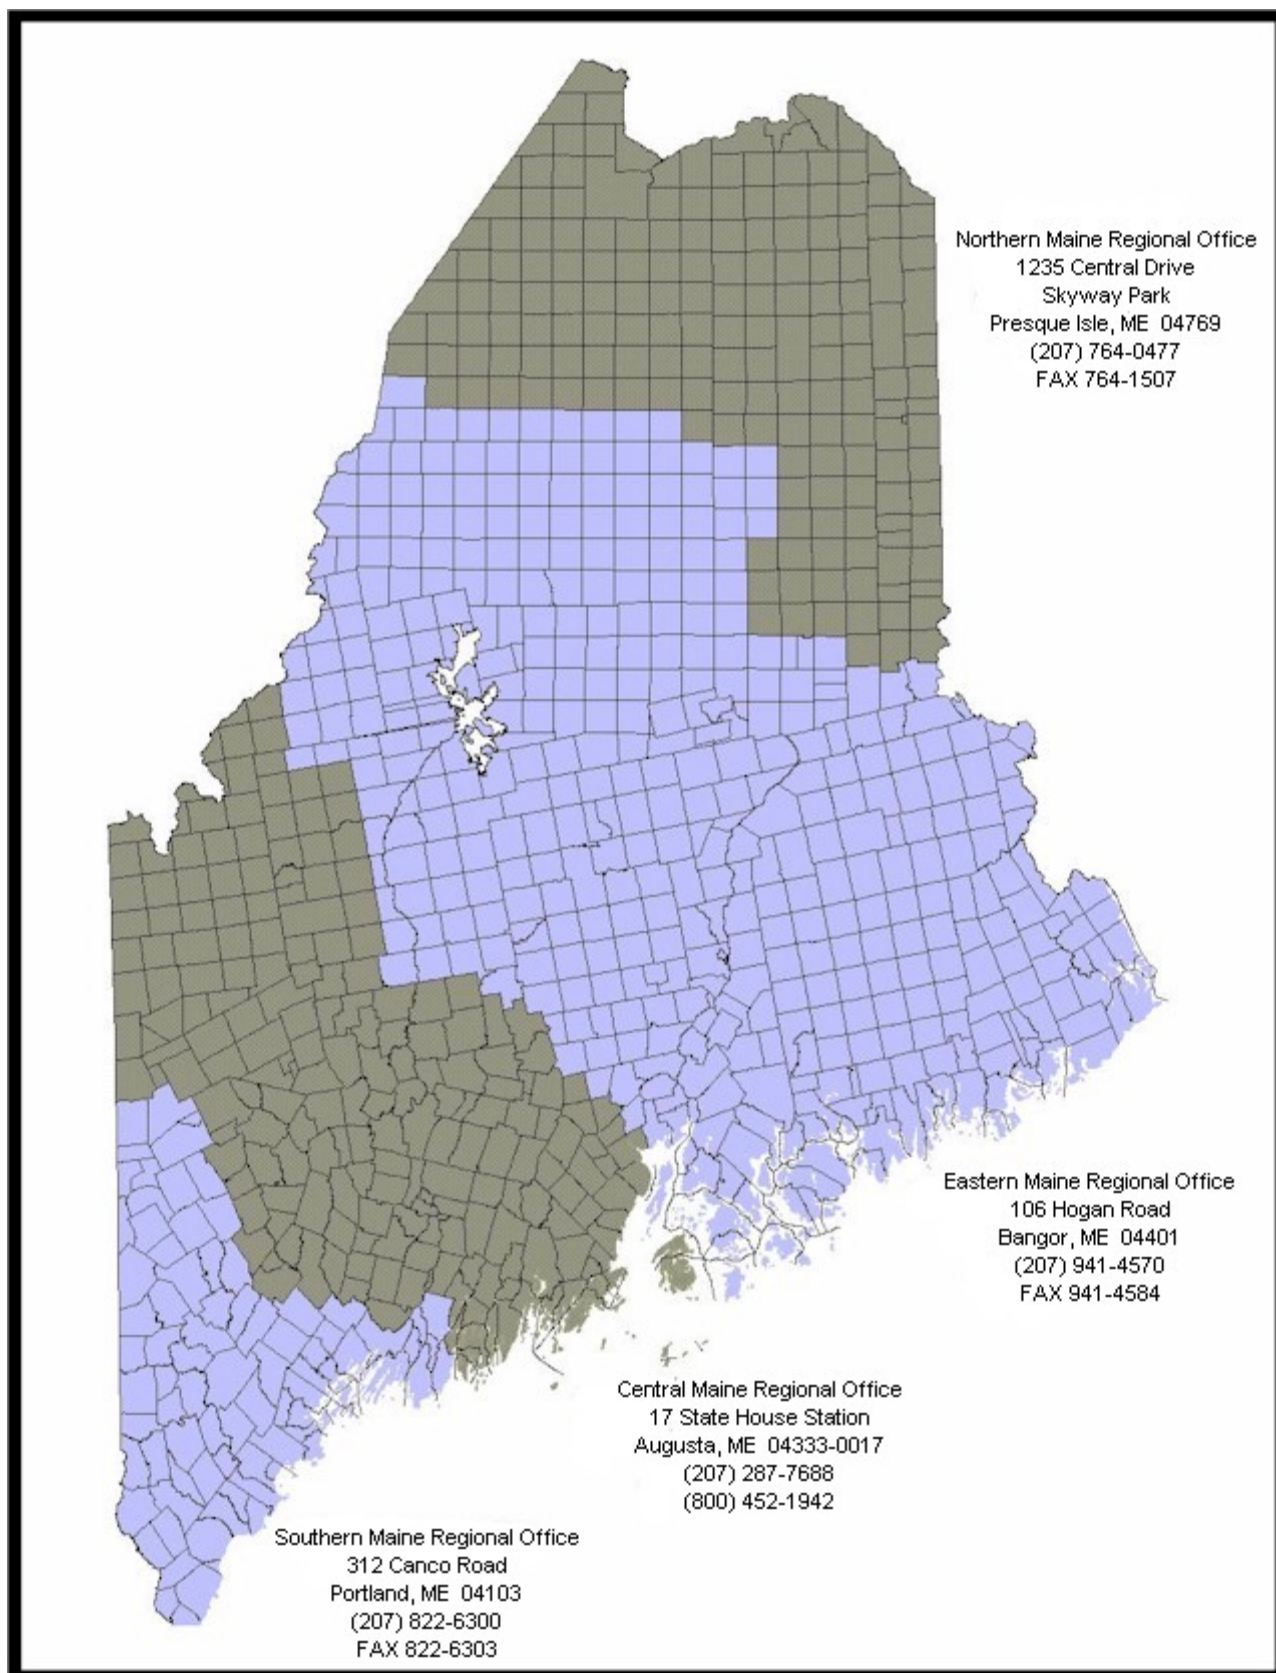 Northern Maine Regional Office
1235 Central Drive
Skyway Park
Presque Isle, ME 04769
(207) 764-0477
FAX 764-1507
Eastern Maine Regional Office
106 Hogan Road
Bangor, ME 04401
(207) 941-4570
FAX 941-4584
Central Maine Regional Office
17 State House Station
Augusta, ME 04333-0017
(207) 287-7688
(800) 452-1942
Southern Maine Regional Office
312 Canco Road
Portland, ME 04103
(207) 822-6300
FAX 822-6303